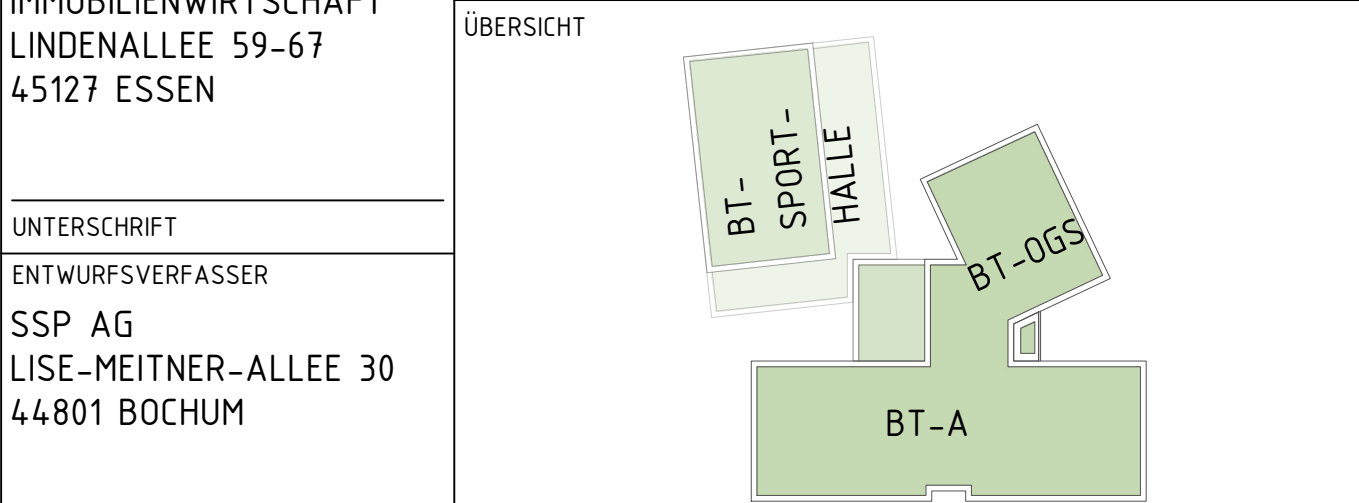 IMMOBILIENWIRTSCHAFT
LINDENALLEE 59-67
45127 ESSEN
UNTERSCHRIFT
ENTWURFSVERFASSER
SSP AG
LISE-MEITNER-ALLEE 30
44801 BOCHUM
ÜBERSICHT
BT-
SPORT-
HALLE
BT-OGS
BT-A